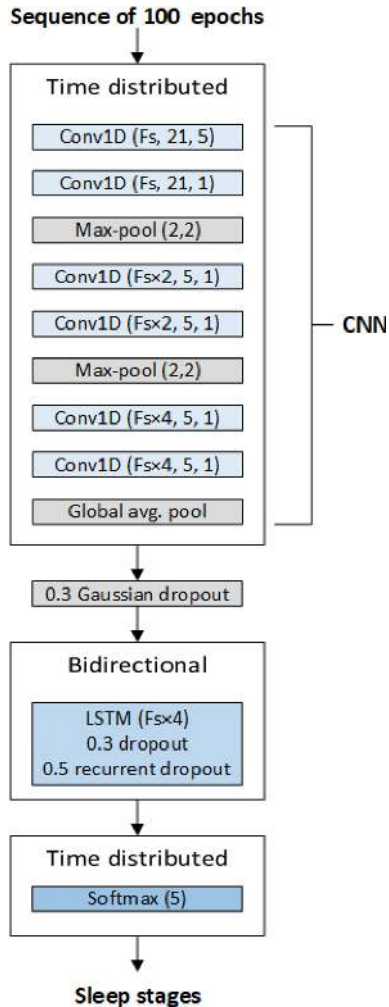 Sequence of 100 epochs
Time distributed
Conv1D (Fs, 21, 5)
Conv1D (Fs, 21, 1)
Max-pool (2,2)
Conv1D (Fs×2, 5, 1)
Conv1D (Fs×2, 5, 1)
Max-pool (2,2)
Conv1D (Fs×4, 5, 1)
Conv1D (Fs×4, 5, 1)
Global avg. pool
CNN
0.3 Gaussian dropout
Bidirectional
LSTM (Fs×4)
0.3 dropout
0.5 recurrent dropout
Time distributed
Softmax (5)
Sleep stages